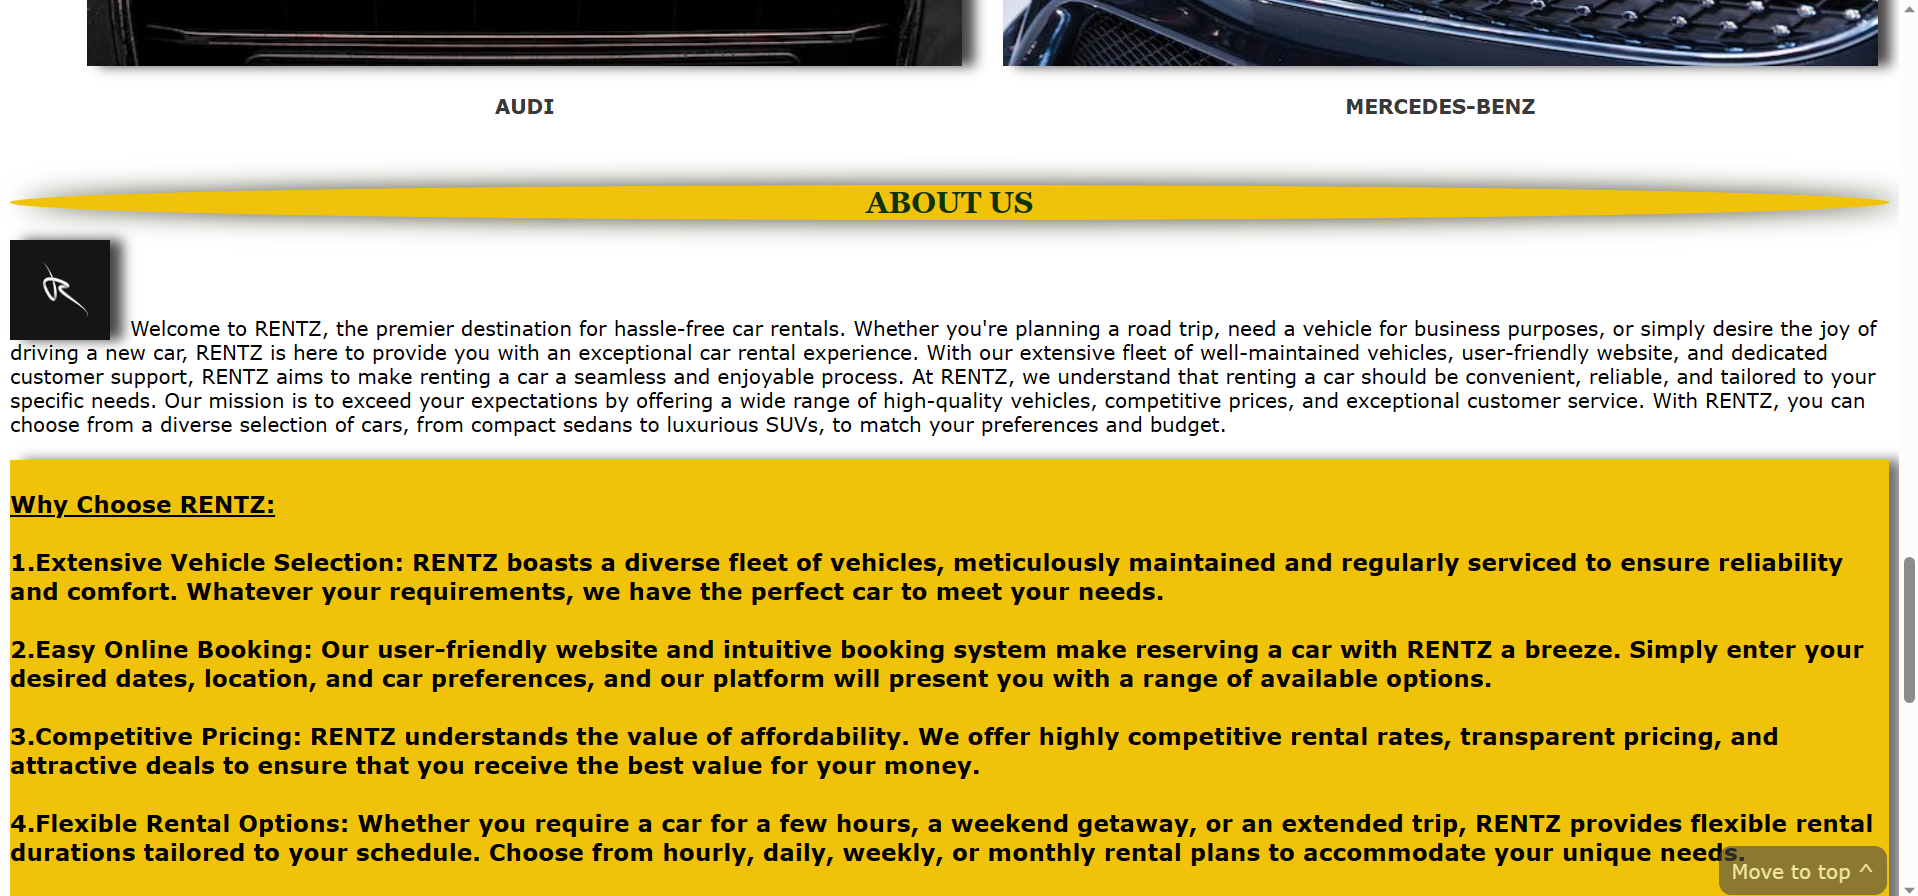 AUDI
MERCEDES-BENZ
ABOUT US
Welcome to RENTZ, the premier destination for hassle-free car rentals. Whether you're planning a road trip, need a vehicle for business purposes, or simply desire the joy of
driving a new car, RENTZ is here to provide you with an exceptional car rental experience. With our extensive fleet of well-maintained vehicles, user-friendly website, and dedicated
customer support, RENTZ aims to make renting a car a seamless and enjoyable process. At RENTZ, we understand that renting a car should be convenient, reliable, and tailored to your
specific needs. Our mission is to exceed your expectations by offering a wide range of high-quality vehicles, competitive prices, and exceptional customer service. With RENTZ, you can
choose from a diverse selection of cars, from compact sedans to luxurious SUVs, to match your preferences and budget.
Why Choose RENTZ:
1.Extensive Vehicle Selection: RENTZ boasts a diverse fleet of vehicles, meticulously maintained and regularly serviced to ensure reliability
and comfort. Whatever your requirements, we have the perfect car to meet your needs.
2.Easy Online Booking: Our user-friendly website and intuitive booking system make reserving a car with RENTZ a breeze. Simply enter your
desired dates, location, and car preferences, and our platform will present you with a range of available options.
3.Competitive Pricing: RENTZ understands the value of affordability. We offer highly competitive rental rates, transparent pricing, and
attractive deals to ensure that you receive the best value for your money.
4.Flexible Rental Options: Whether you require a car for a few hours, a weekend getaway, or an extended trip, RENTZ provides flexible rental
durations tailored to your schedule. Choose from hourly, daily, weekly, or monthly rental plans to accommodate your unique needs.
Move to top ^